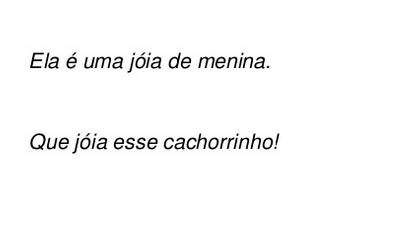 Ela é uma jóia de menina.
Que jóia esse cachorrinho!